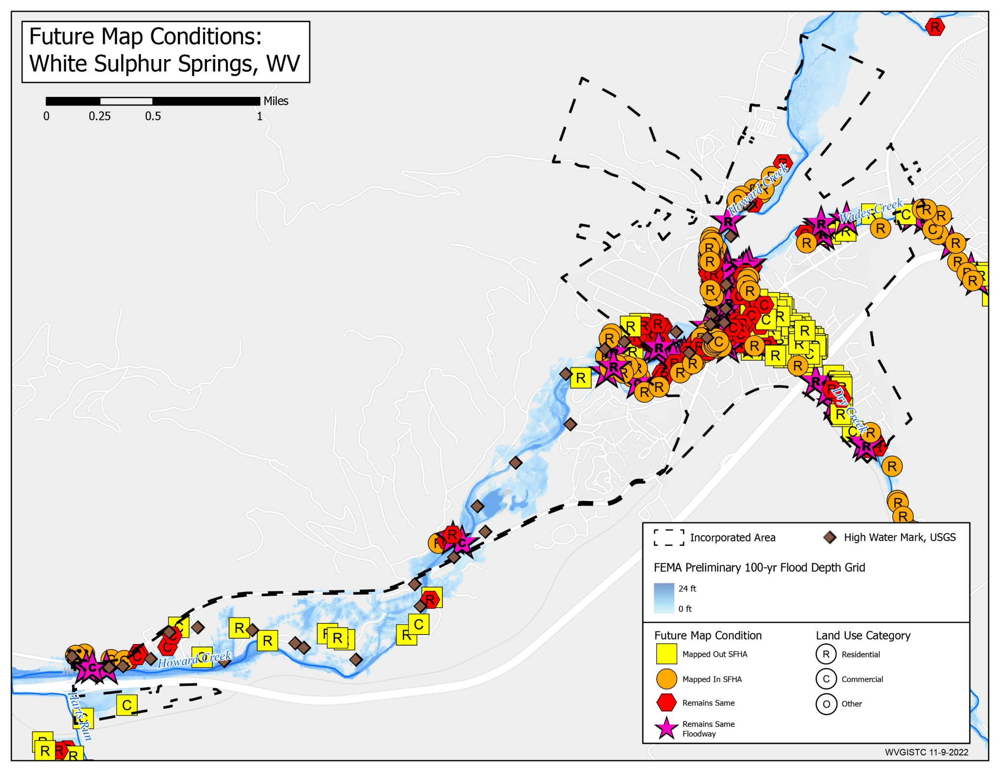 Future Map Conditions:
White Sulphur Springs, WV
Miles
0 0.25 0.5 1
Howard Creek
Wades Creek
Dry Creek
Howard Creek
Harts Run
Incorporated Area
High Water Mark, USGS
FEMA Preliminary 100-yr Flood Depth Grid
24 ft
0 ft
Future Map Condition
Mapped Out SFHA
Mapped In SFHA
Remains Same
Remains Same
Floodway
Land Use Category
R Residential
C Commercial
O Other
WVGISTC 11-9-2022